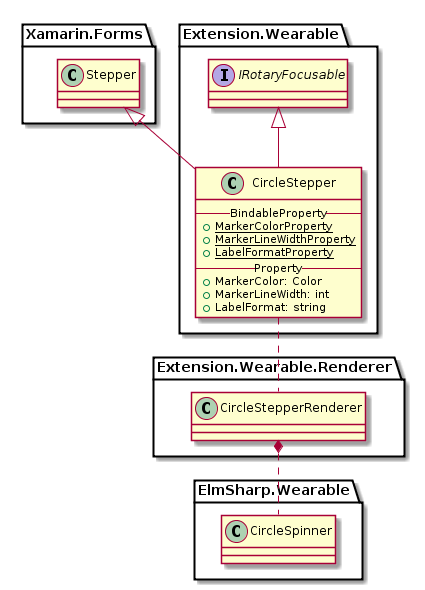 Xamarin.Forms
Extension.Wearable
C Stepper
I IRotaryFocusable
C CircleStepper
BindableProperty
MarkerColorProperty
MarkerLineWidthProperty
LabelFormatProperty
Property
MarkerColor: Color
MarkerLineWidth: int
LabelFormat: string
Extension.Wearable.Renderer
C CircleStepperRenderer
ElmSharp.Wearable
C CircleSpinner